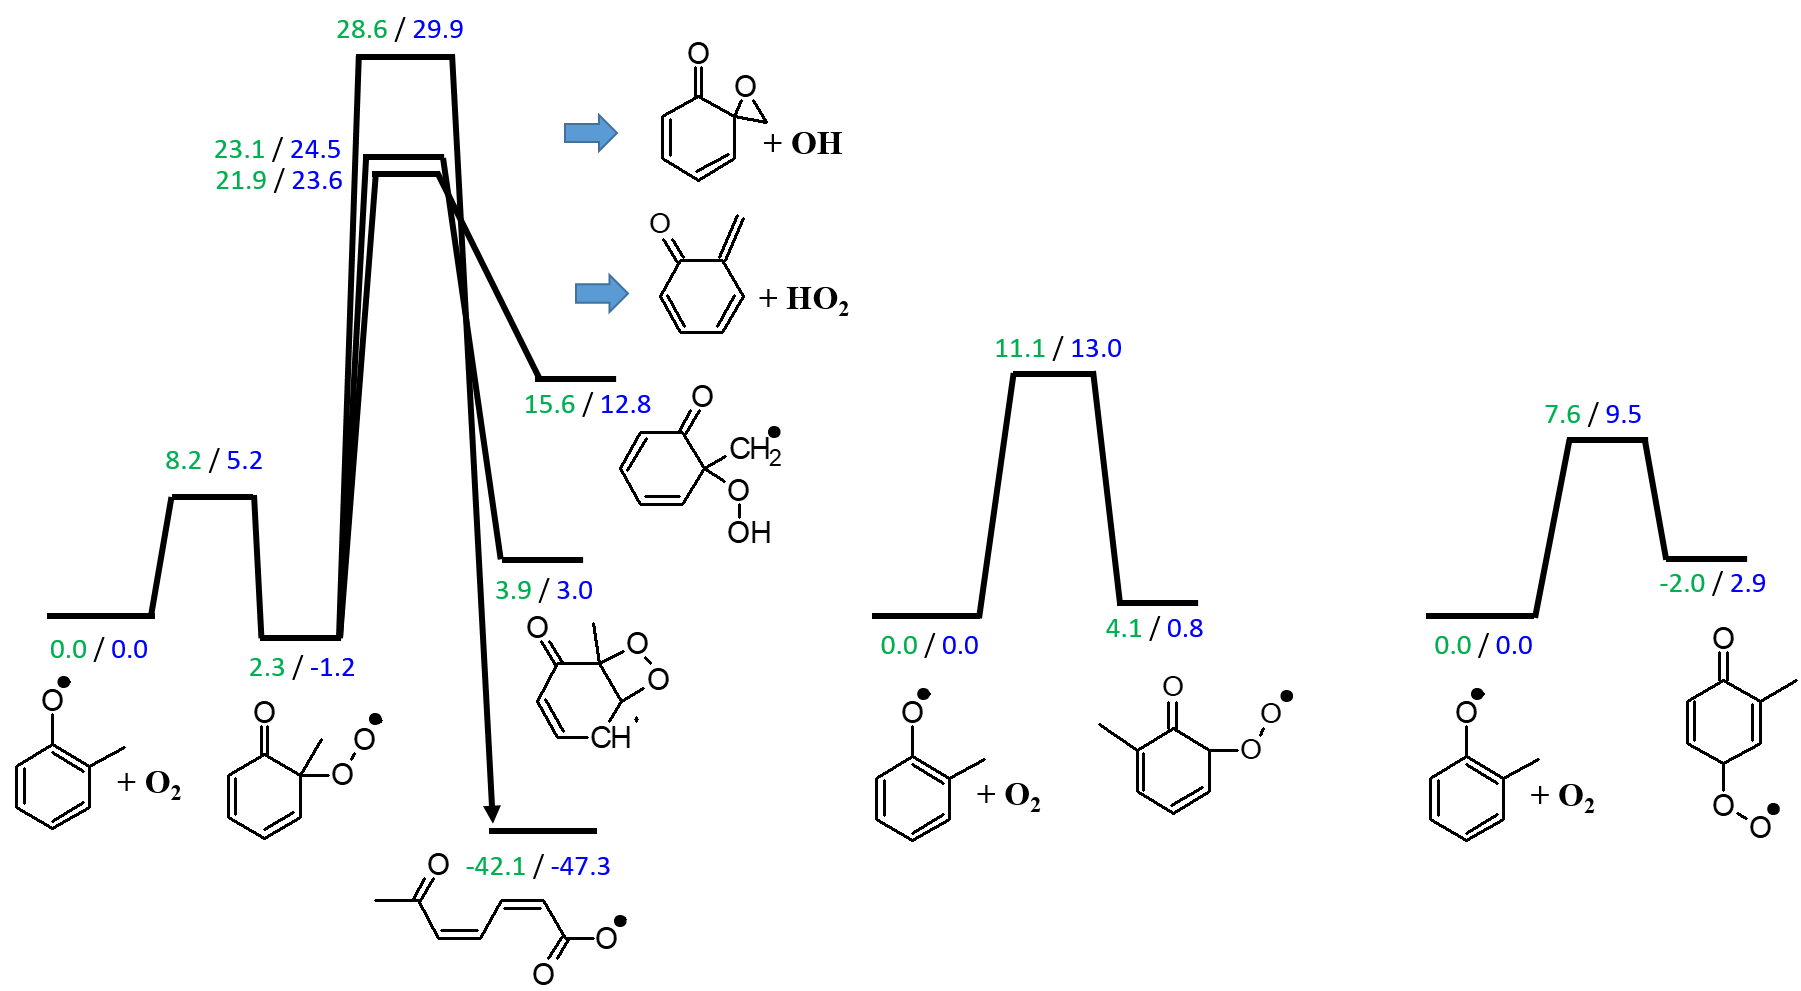 28.6 / 29.9
23.1 / 24.5
21.9 / 23.6
O
O
+ OH
O
+ HO2
15.6 / 12.8
O
CH2
O
OH
8.2 / 5.2
0.0 / 0.0
2.3 / -1.2
3.9 / 3.0
O
+ O2
O
O
O
O
O
O
CH
-42.1 / -47.3
O
O
O
11.1 / 13.0
0.0 / 0.0
4.1 / 0.8
O
+ O2
O
O
O
7.6 / 9.5
0.0 / 0.0
-2.0 / 2.9
O
+ O2
O
O
O